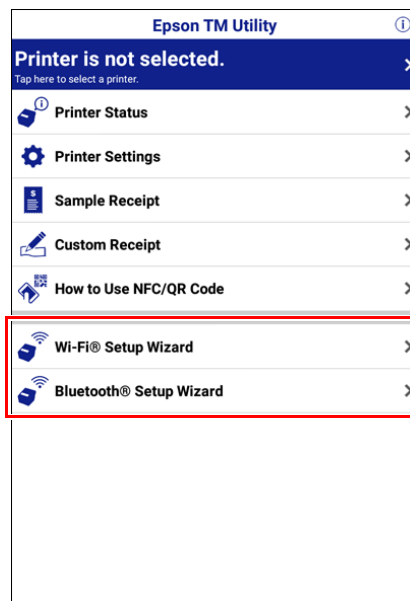 Epson TM Utility
Printer is not selected.
Tap here to select a printer.
Printer Status
Printer Settings
Sample Receipt
Custom Receipt
How to Use NFC/QR Code
Wi-Fi® Setup Wizard
Bluetooth® Setup Wizard